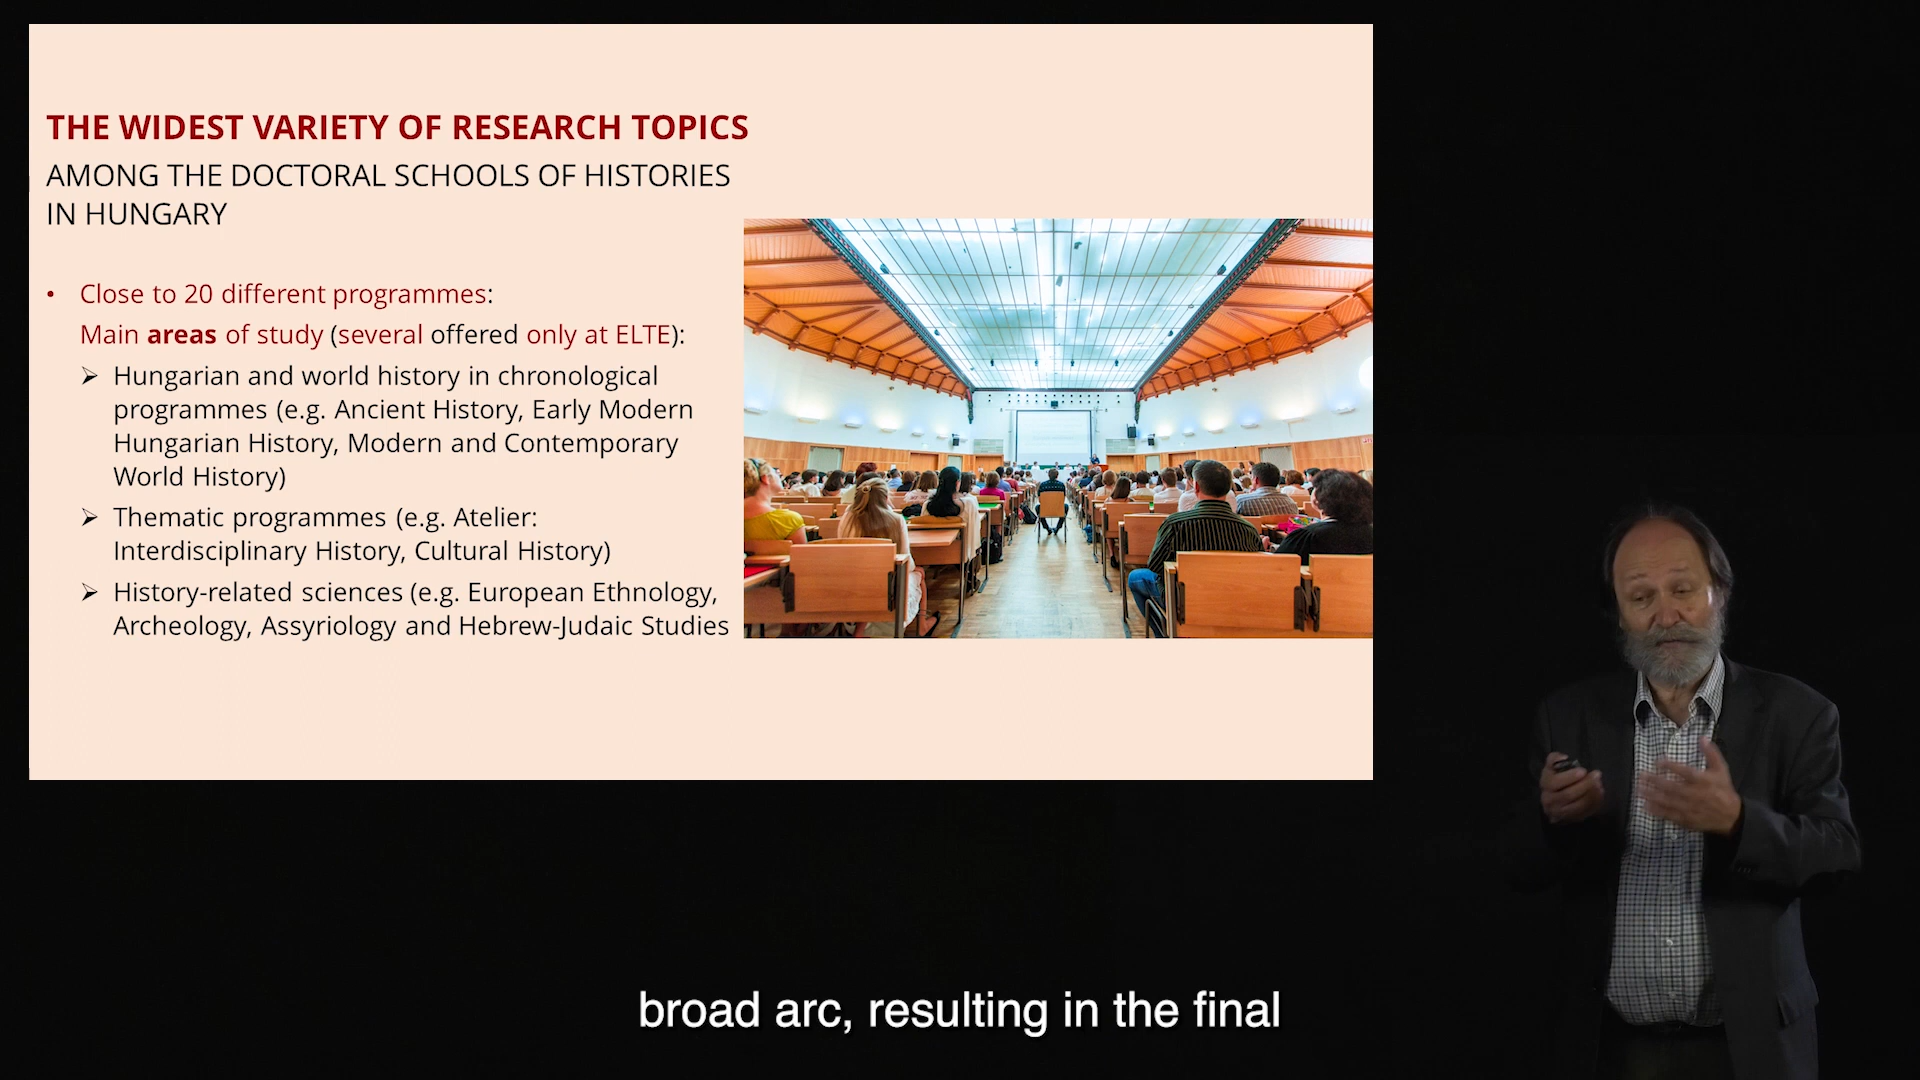 THE WIDEST VARIETY OF RESEARCH TOPICS
AMONG THE DOCTORAL SCHOOLS OF HISTORIES
IN HUNGARY
• Close to 20 different programmes:
Main areas of study (several offered only at ELTE):
➢ Hungarian and world history in chronological
programmes (e.g. Ancient History, Early Modern
Hungarian History, Modern and Contemporary
World History)
➢ Thematic programmes (e.g. Atelier:
Interdisciplinary History, Cultural History)
➢ History-related sciences (e.g. European Ethnology,
Archeology, Assyriology and Hebrew-Judaic Studies
broad arc, resulting in the final